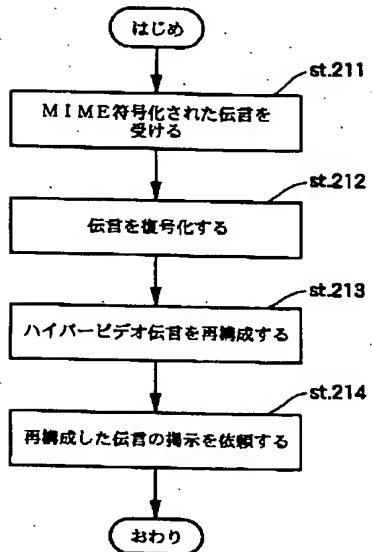 はじめ
st.211
MIME符号化された伝言を
受ける
st.212
伝言を復号化する
st.213
ハイパービデオ伝言を再構成する
st.214
再構成した伝言の掲示を依頼する
おわり